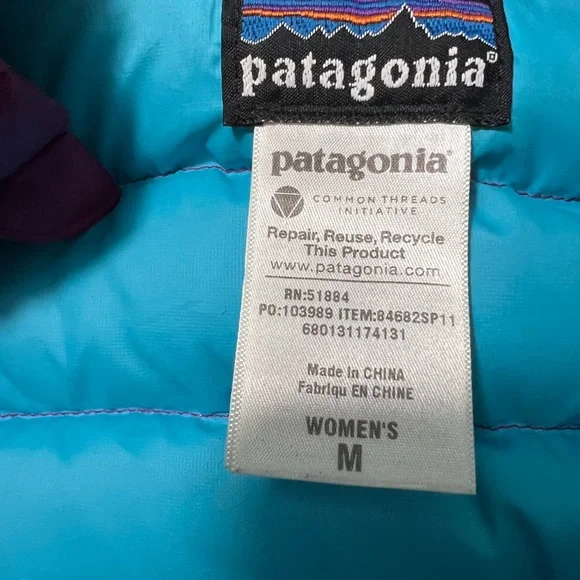 patagonia®
patagonia®
COMMON THREADS
INITIATIVE
Repair, Reuse, Recycle
This Product
www.patagonia.com
RN:51884
PO:103989 ITEM:84682SP11
680131174131
Made in CHINA
Fabriqu EN CHINE
WOMEN'S
M